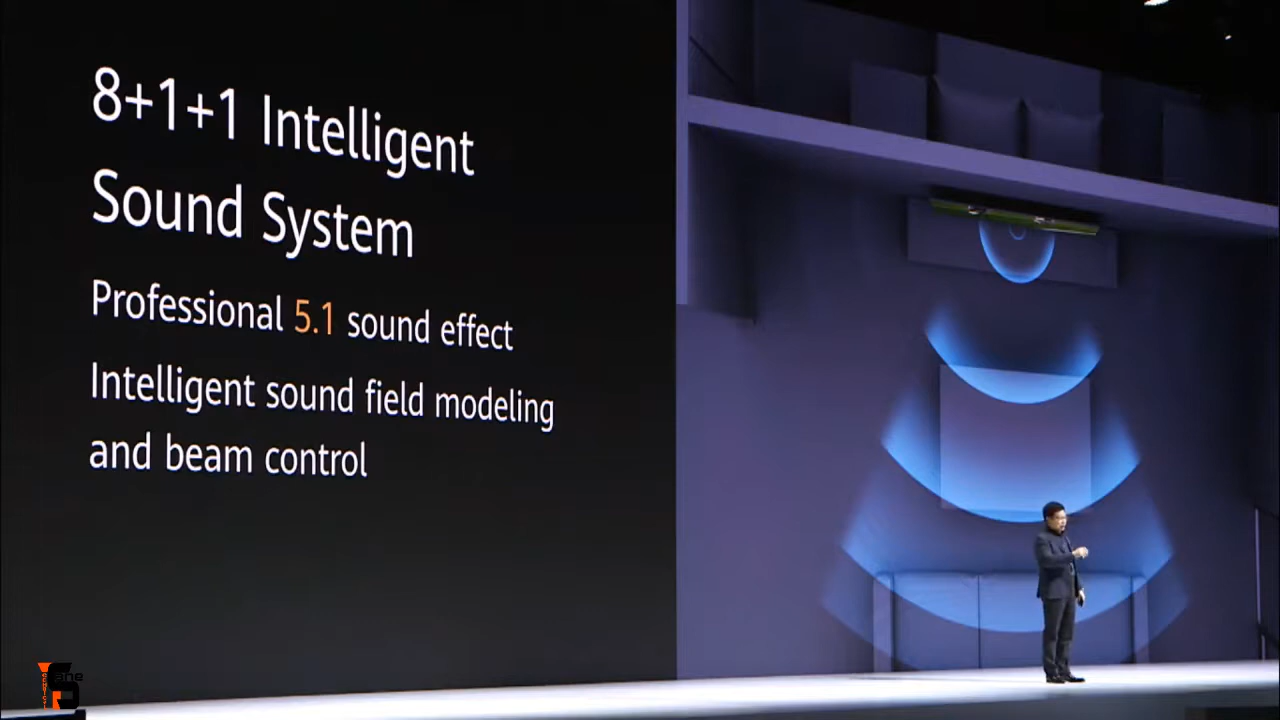 8+1+1 Intelligent
Sound System
Professional 5.1 sound effect
Intelligent sound field modeling
and beam control